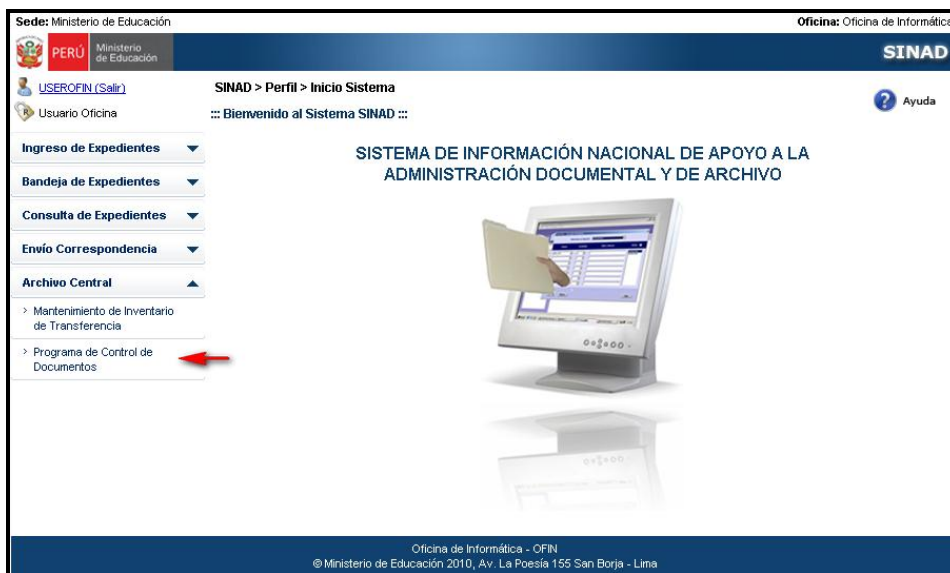 Sede: Ministerio de Educación
Oficina: Oficina de Informática
PERÚ
Ministerio
de Educación
SINAD
USEROFIN (Salir)
Usuario Oficina
SINAD > Perfil > Inicio Sistema
::: Bienvenido al Sistema SINAD :::
Ayuda
Ingreso de Expedientes
Bandeja de Expedientes
Consulta de Expedientes
Envío Correspondencia
Archivo Central
> Mantenimiento de Inventario
de Transferencia
> Programa de Control de
Documentos
SISTEMA DE INFORMACIÓN NACIONAL DE APOYO A LA
ADMINISTRACIÓN DOCUMENTAL Y DE ARCHIVO
Oficina de Informática - OFIN
© Ministerio de Educación 2010, Av. La Poesía 155 San Borja - Lima